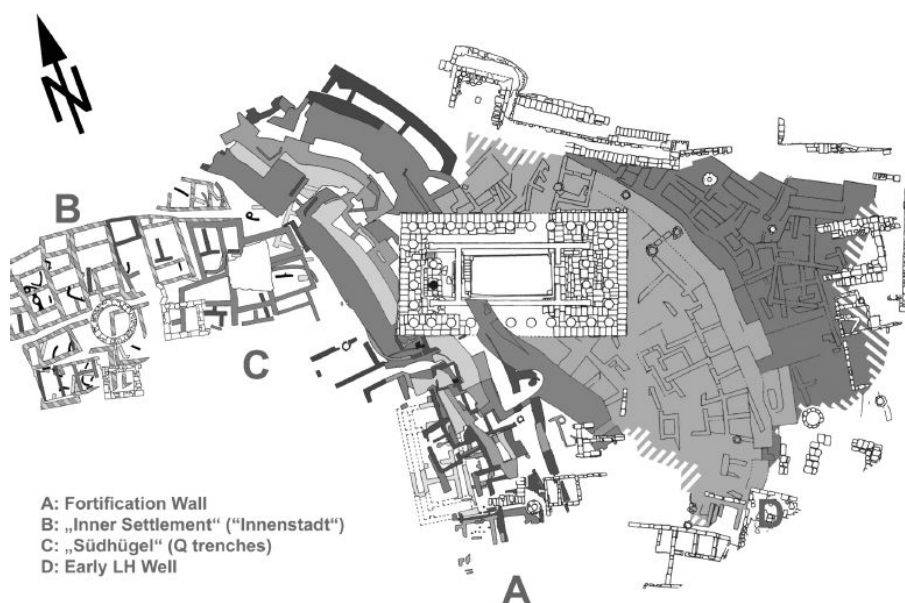 N
B
C
A: Fortification Wall
B: „Inner Settlement“ (“Innenstadt“)
C: „Südhügel“ (Q trenches)
D: Early LH Well
D
A